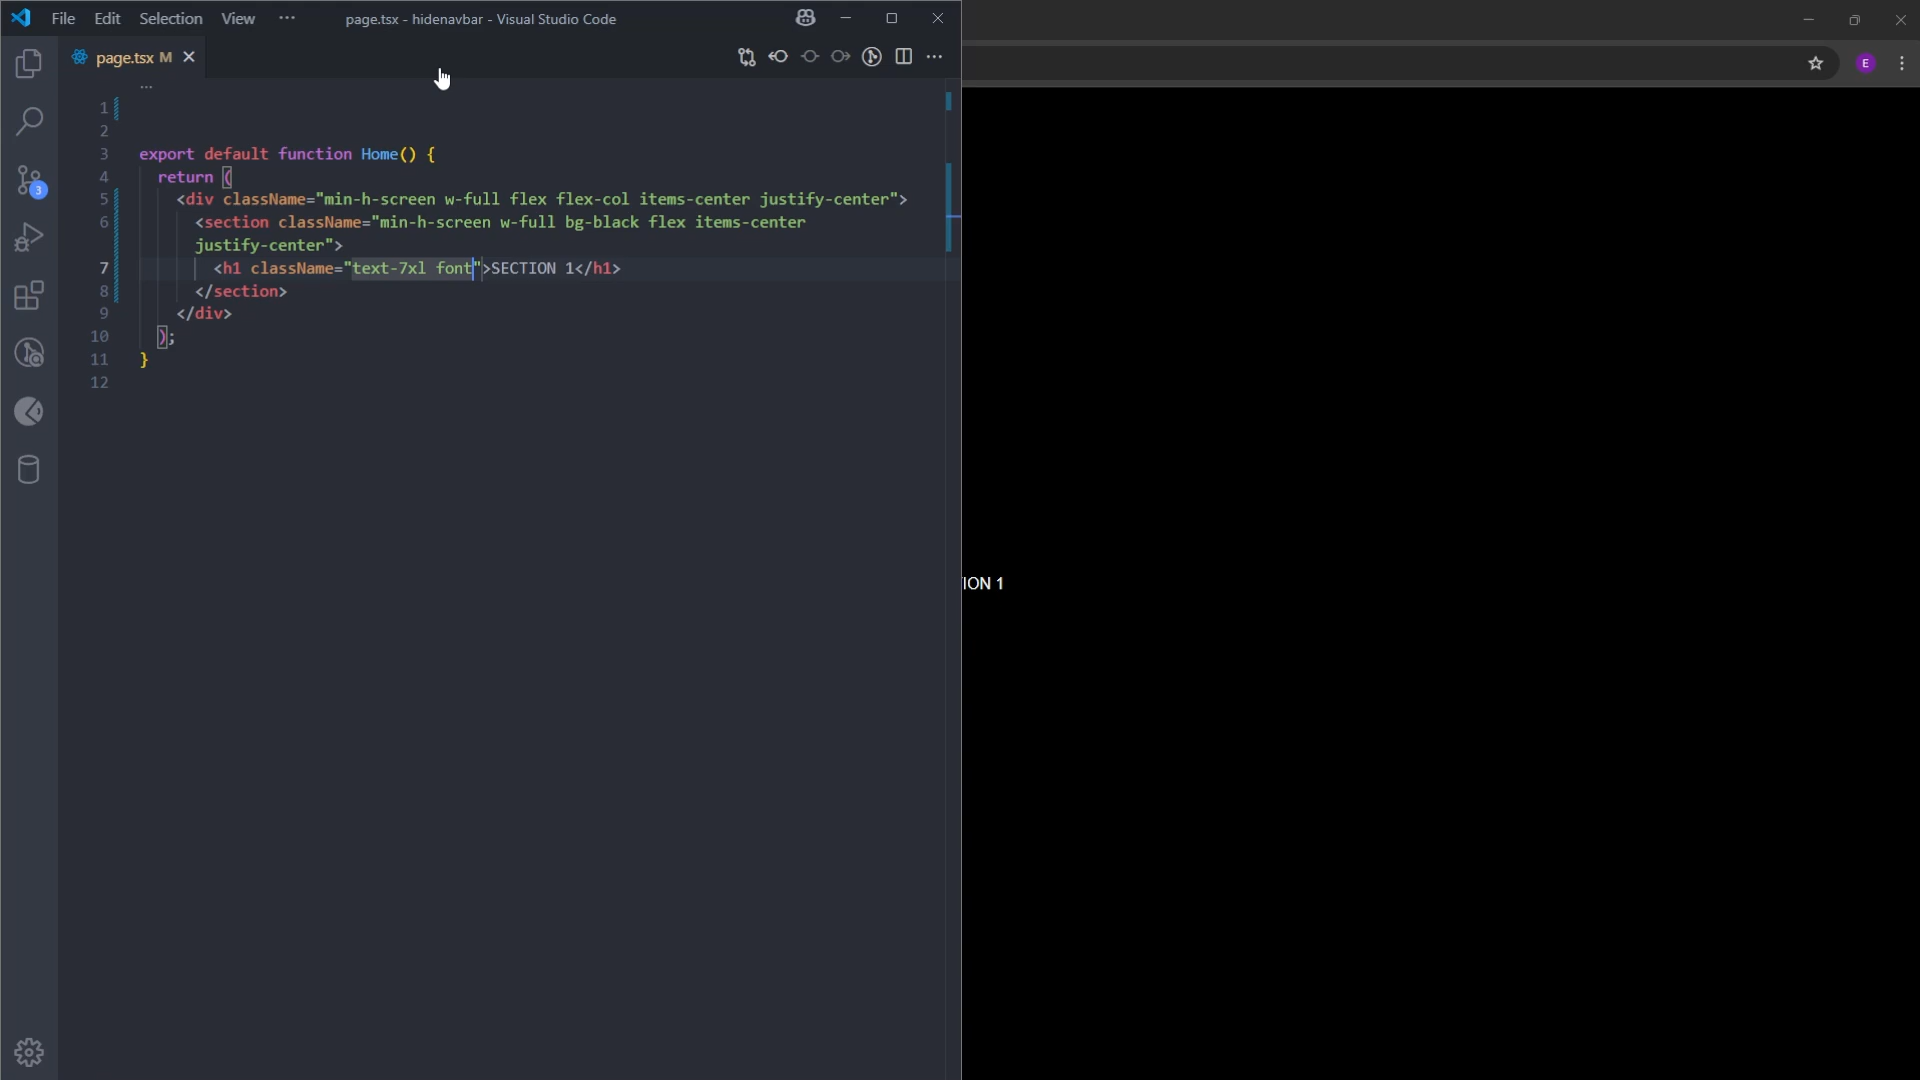 File Edit Selection View ··· page.tsx - hidenavbar - Visual Studio Code
page.tsx M
E
...
1
2
3 export default function Home() {
4 return (
5 <div className="min-h-screen w-full flex flex-col items-center justify-center">
6 <section className="min-h-screen w-full bg-black flex items-center
justify-center">
7 <h1 className="text-7xl font">SECTION 1</h1>
8 </section>
9 </div>
10 );
11 }
12
3
ION 1